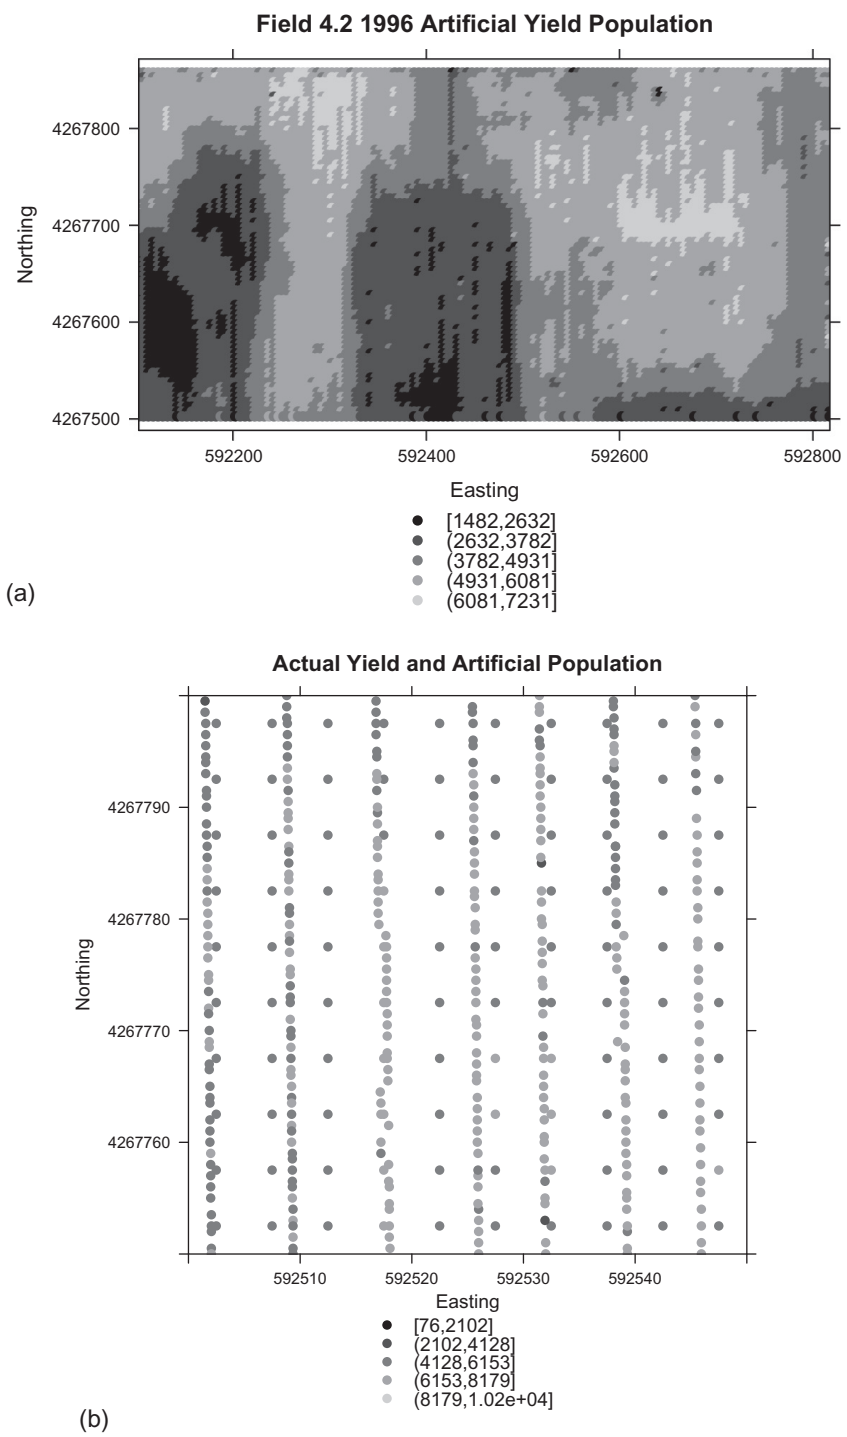 Field 4.2 1996 Artificial Yield Population
4267800
4267700
4267600
4267500
Northing
592200 592400 592600 592800
Easting
[1482,2632]
(2632,3782]
(3782,4931]
(4931,6081]
(6081,7231]
(a)
Actual Yield and Artificial Population
4267790
4267780
4267770
4267760
Northing
592510 592520 592530 592540
Easting
[76,2102]
(2102,4128]
(4128,6153]
(6153,8179]
(8179,1.02e+04]
(b)